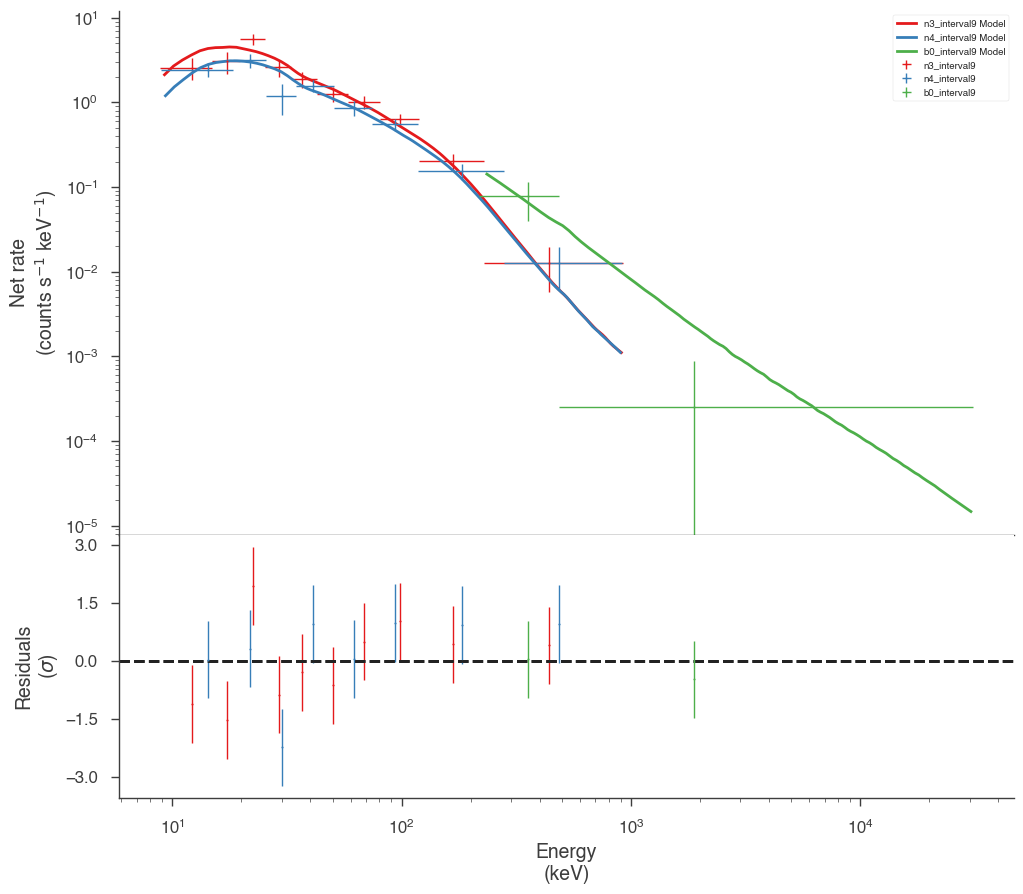 n3_interval9 Model
n4_interval9 Model
b0_interval9 Model
n3_interval9
n4_interval9
b0_interval9
Net rate
(counts s⁻¹ keV⁻¹)
10¹
10⁰
10⁻¹
10⁻²
10⁻³
10⁻⁴
10⁻⁵
Residuals
(σ)
3.0
1.5
0.0
−1.5
−3.0
10¹ 10² 10³ 10⁴
Energy
(keV)